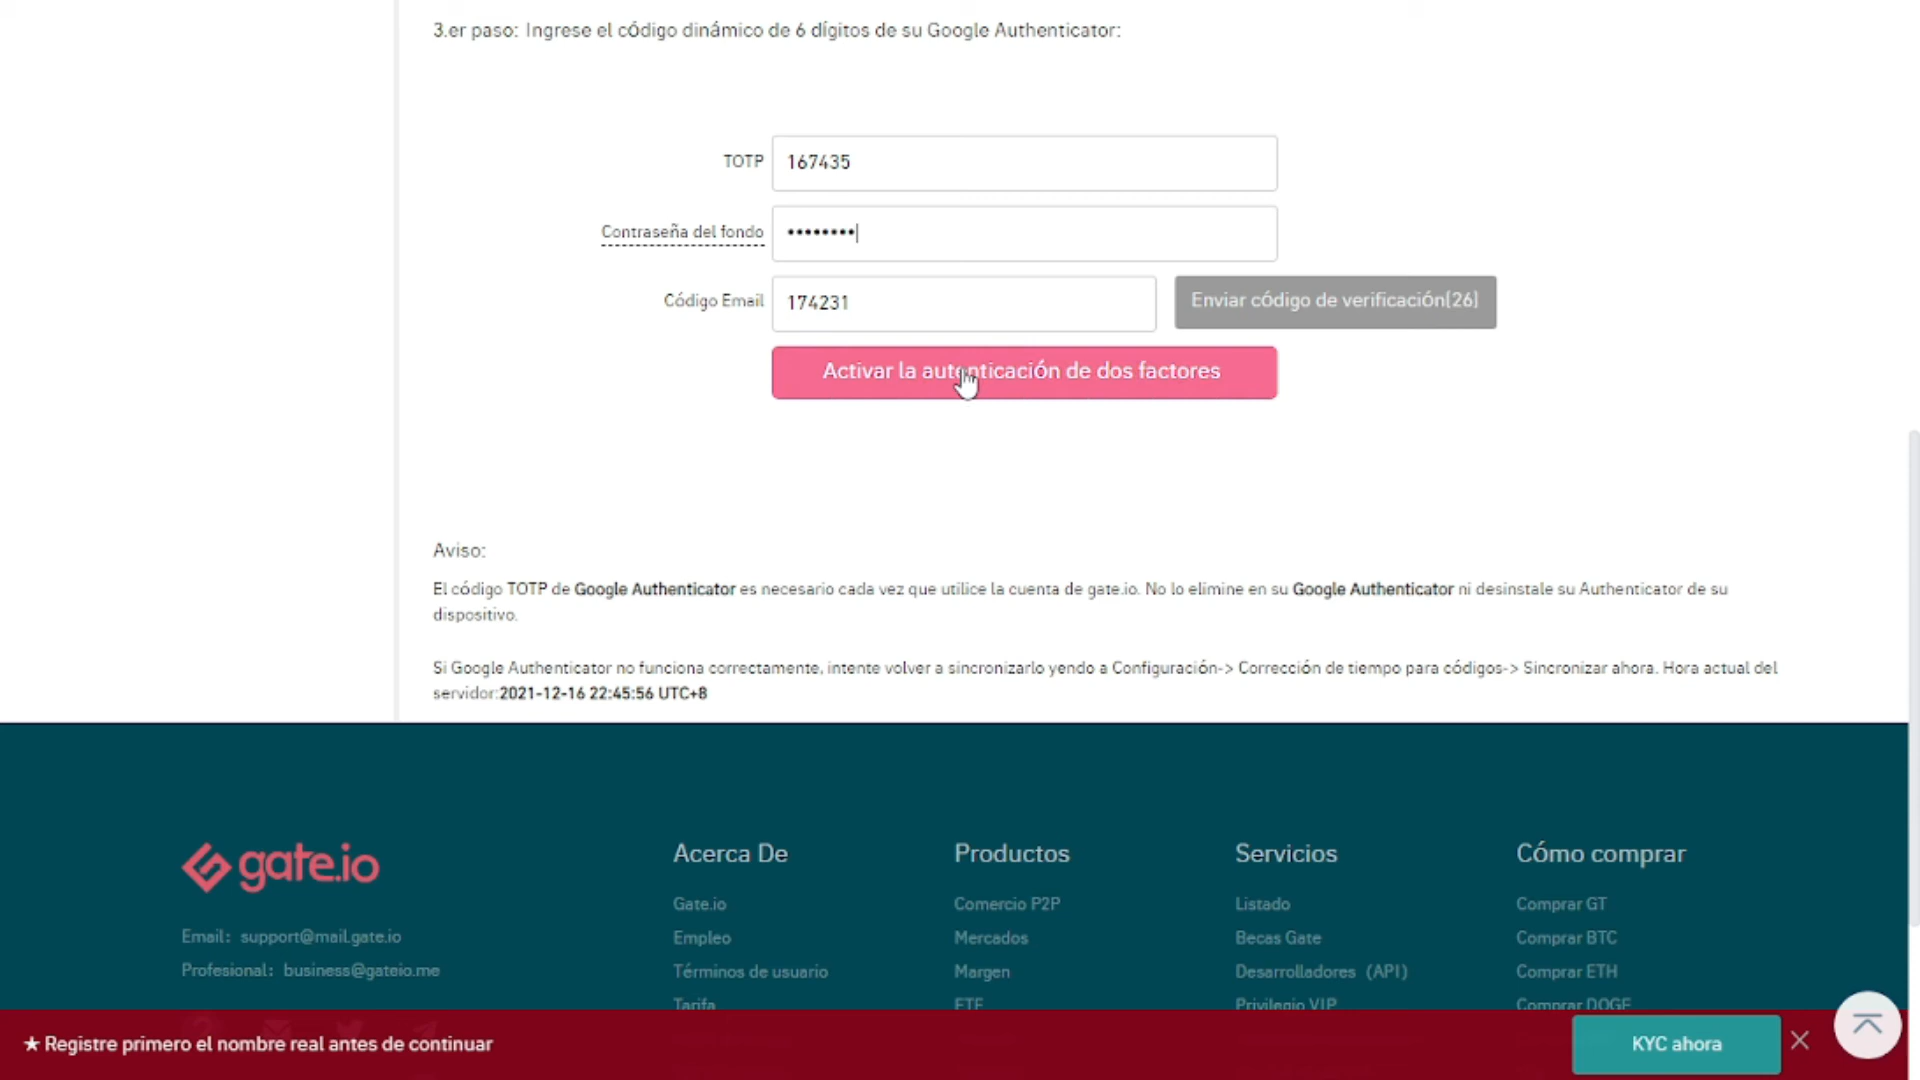 3.er paso: Ingrese el código dinámico de 6 dígitos de su Google Authenticator:
TOTP 167435
Contraseña del fondo ••••••••
Código Email 174231 Enviar código de verificación(26)
Activar la autenticación de dos factores
Aviso:
El código TOTP de Google Authenticator es necesario cada vez que utilice la cuenta de gate.io. No lo elimine en su Google Authenticator ni desinstale su Authenticator de su
dispositivo.
Si Google Authenticator no funciona correctamente, intente volver a sincronizarlo yendo a Configuración-> Corrección de tiempo para códigos-> Sincronizar ahora. Hora actual del
servidor:2021-12-16 22:45:56 UTC+8
gate.io
Email: support@mail.gate.io
Profesional: business@gateio.me
Acerca De
Gate.io
Empleo
Términos de usuario
Tarifa
Productos
Comercio P2P
Mercados
Margen
ETF
Servicios
Listado
Becas Gate
Desarrolladores (API)
Privilegio VIP
Cómo comprar
Comprar GT
Comprar BTC
Comprar ETH
Comprar DOGE
★ Registre primero el nombre real antes de continuar
KYC ahora